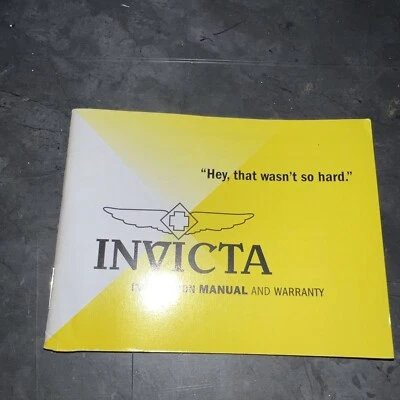 “Hey, that wasn't so hard.”
INVICTA
MANUAL AND WARRANTY